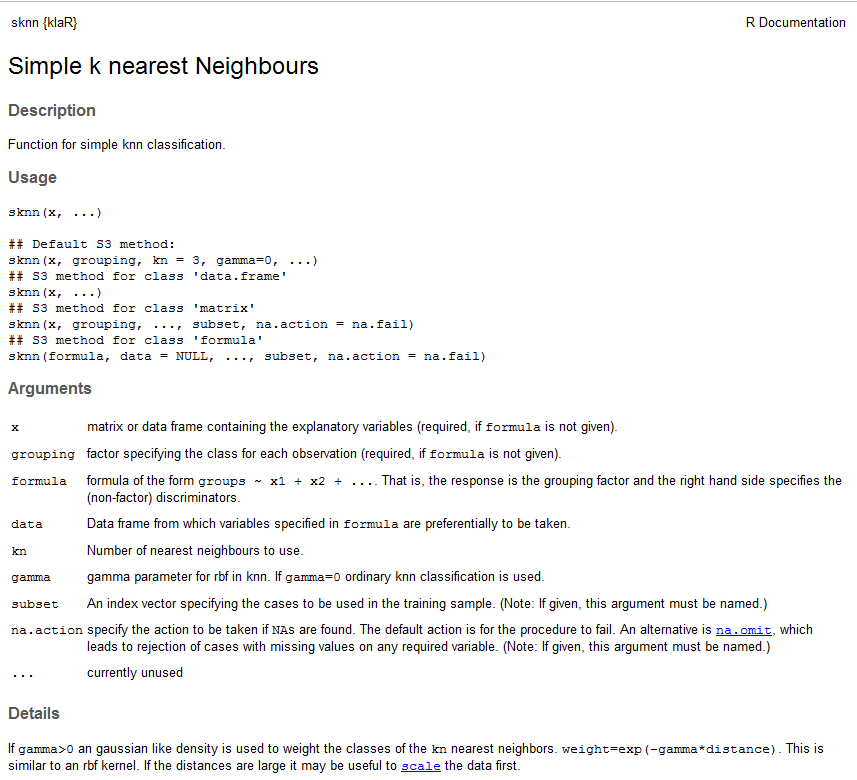 sknn {klaR} R Documentation
Simple k nearest Neighbours
Description
Function for simple knn classification.
Usage
sknn(x, ...)
## Default S3 method:
sknn(x, grouping, kn = 3, gamma=0, ...)
## S3 method for class 'data.frame'
sknn(x, ...)
## S3 method for class 'matrix'
sknn(x, grouping, ..., subset, na.action = na.fail)
## S3 method for class 'formula'
sknn(formula, data = NULL, ..., subset, na.action = na.fail)
Arguments
x matrix or data frame containing the explanatory variables (required, if formula is not given).
grouping factor specifying the class for each observation (required, if formula is not given).
formula formula of the form groups ~ x1 + x2 + .... That is, the response is the grouping factor and the right hand side specifies the
(non-factor) discriminators.
data Data frame from which variables specified in formula are preferentially to be taken.
kn Number of nearest neighbours to use.
gamma gamma parameter for rbf in knn. If gamma=0 ordinary knn classification is used.
subset An index vector specifying the cases to be used in the training sample. (Note: If given, this argument must be named.)
na.action specify the action to be taken if NAs are found. The default action is for the procedure to fail. An alternative is na.omit, which
leads to rejection of cases with missing values on any required variable. (Note: If given, this argument must be named.)
... currently unused
Details
If gamma>0 an gaussian like density is used to weight the classes of the kn nearest neighbors. weight=exp(-gamma*distance). This is
similar to an rbf kernel. If the distances are large it may be useful to scale the data first.